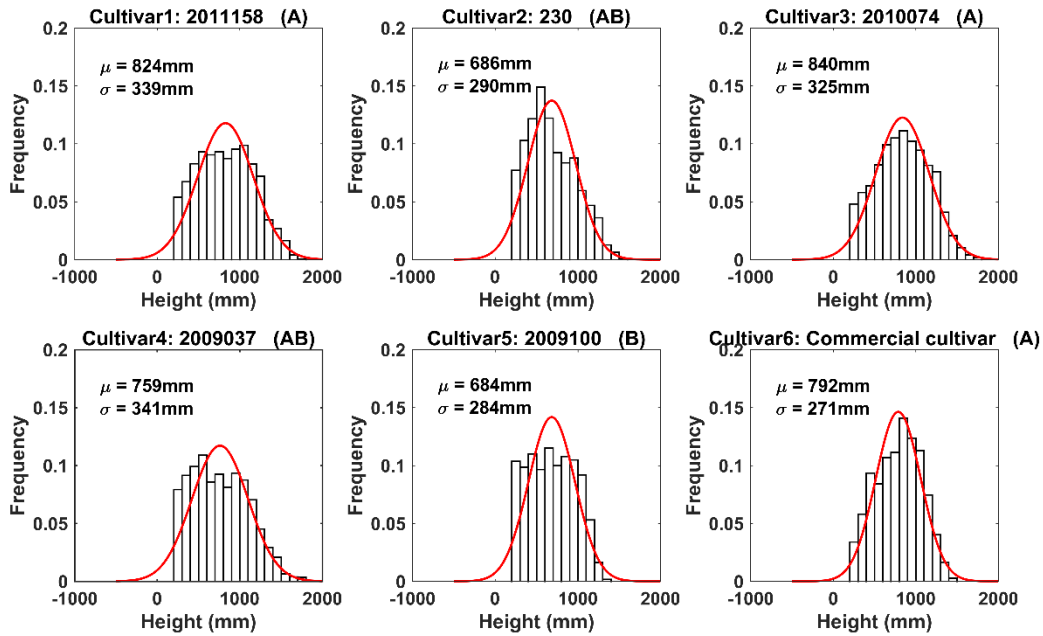 Cultivar1: 2011158 (A)
0.2
0.15
0.1
0.05
0
Frequency
μ = 824mm
σ = 339mm
-1000 0 1000 2000
Height (mm)
Cultivar2: 230 (AB)
0.2
0.15
0.1
0.05
0
Frequency
μ = 686mm
σ = 290mm
-1000 0 1000 2000
Height (mm)
Cultivar3: 2010074 (A)
0.2
0.15
0.1
0.05
0
Frequency
μ = 840mm
σ = 325mm
-1000 0 1000 2000
Height (mm)
Cultivar4: 2009037 (AB)
0.2
0.15
0.1
0.05
0
Frequency
μ = 759mm
σ = 341mm
-1000 0 1000 2000
Height (mm)
Cultivar5: 2009100 (B)
0.2
0.15
0.1
0.05
0
Frequency
μ = 684mm
σ = 284mm
-1000 0 1000 2000
Height (mm)
Cultivar6: Commercial cultivar (A)
0.2
0.15
0.1
0.05
0
Frequency
μ = 792mm
σ = 271mm
-1000 0 1000 2000
Height (mm)